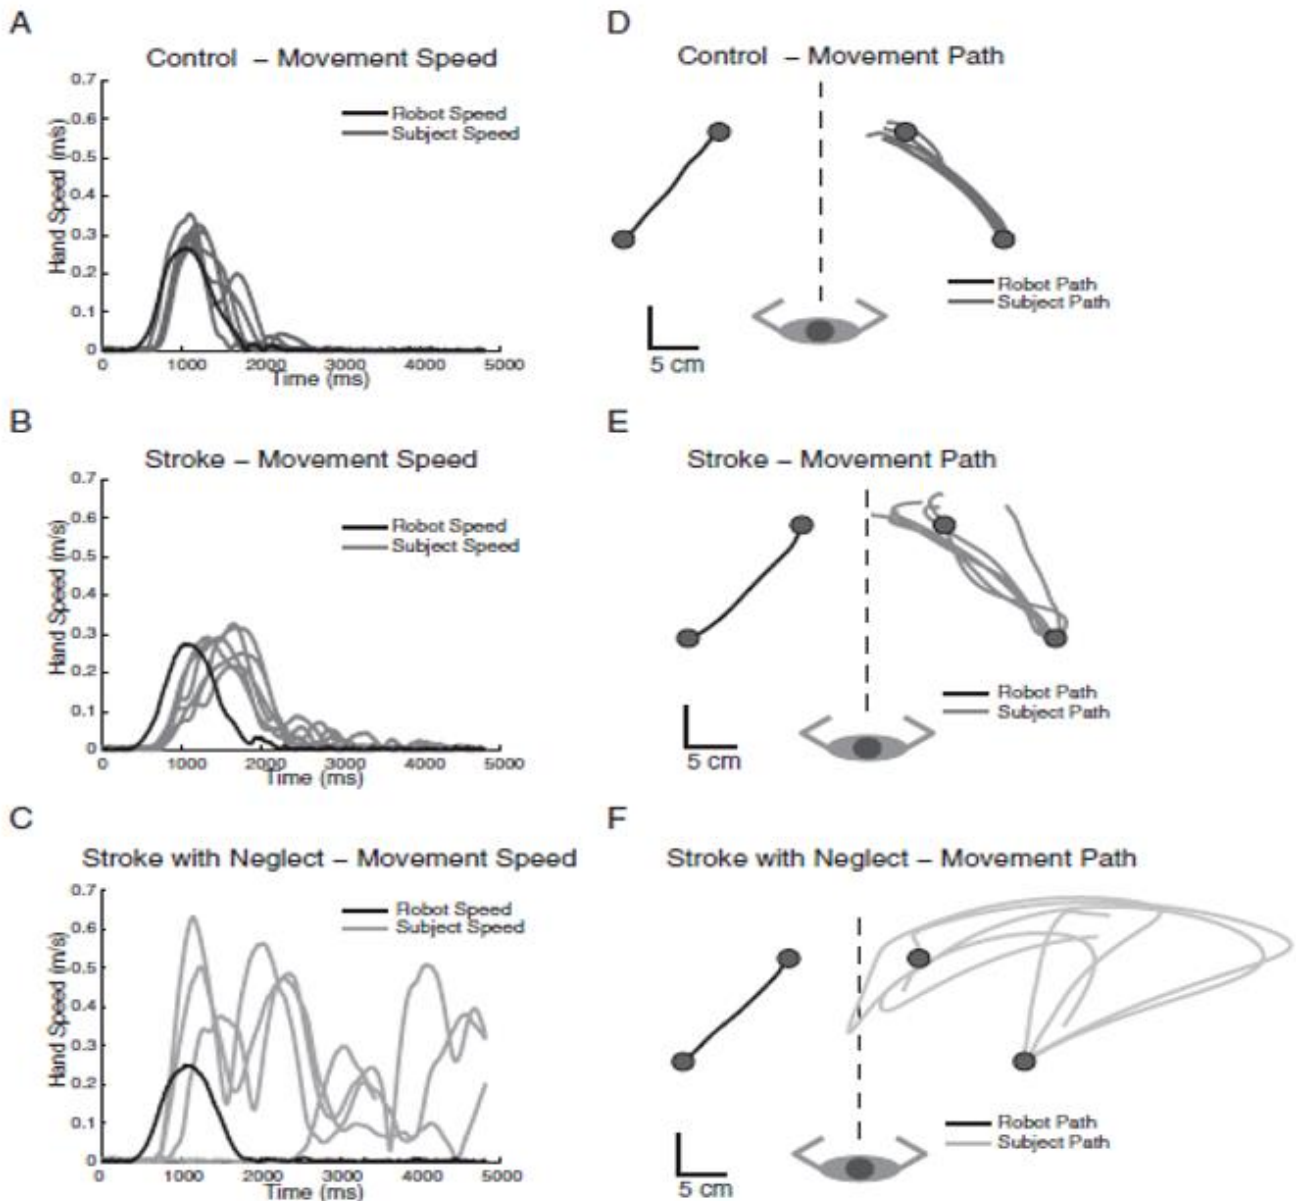 A
Control – Movement Speed
0.7
0.6
0.5
0.4
0.3
0.2
0.1
0
Hand Speed (m/s)
Robot Speed
Subject Speed
0 1000 2000 3000 4000 5000
Time (ms)
D
Control – Movement Path
Robot Path
Subject Path
5 cm
B
Stroke – Movement Speed
0.7
0.6
0.5
0.4
0.3
0.2
0.1
0
Hand Speed (m/s)
Robot Speed
Subject Speed
0 1000 2000 3000 4000 5000
Time (ms)
E
Stroke – Movement Path
Robot Path
Subject Path
5 cm
C
Stroke with Neglect – Movement Speed
0.7
0.6
0.5
0.4
0.3
0.2
0.1
0
Hand Speed (m/s)
Robot Speed
Subject Speed
0 1000 2000 3000 4000 5000
Time (ms)
F
Stroke with Neglect – Movement Path
Robot Path
Subject Path
5 cm